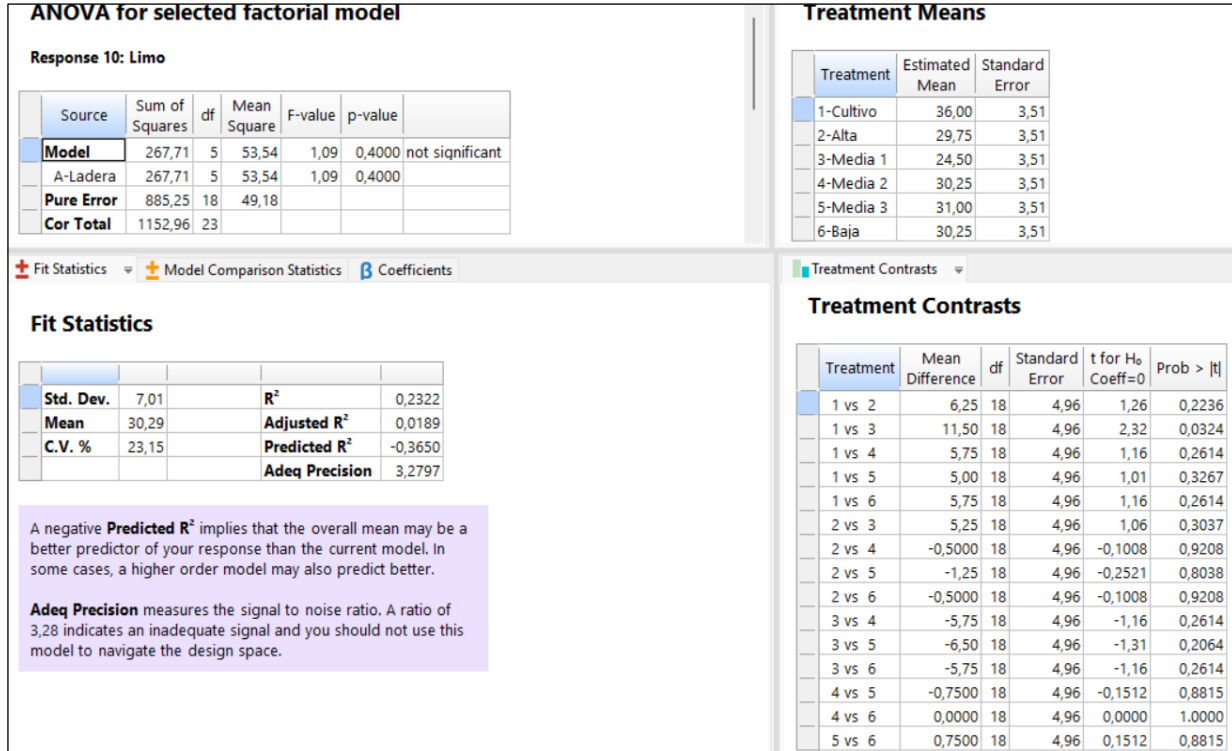 ANOVA for selected factorial model
Response 10: Limo
Source Sum of Squares df Mean Square F-value p-value
Model 267,71 5 53,54 1,09 0,4000 not significant
A-Ladera 267,71 5 53,54 1,09 0,4000
Pure Error 885,25 18 49,18
Cor Total 1152,96 23
Treatment Means
Treatment Estimated Mean Standard Error
1-Cultivo 36,00 3,51
2-Alta 29,75 3,51
3-Media 1 24,50 3,51
4-Media 2 30,25 3,51
5-Media 3 31,00 3,51
6-Baja 30,25 3,51
Fit Statistics Model Comparison Statistics β Coefficients
Fit Statistics
Std. Dev. 7,01 R² 0,2322
Mean 30,29 Adjusted R² 0,0189
C.V. % 23,15 Predicted R² -0,3650
Adeq Precision 3,2797
A negative Predicted R² implies that the overall mean may be a
better predictor of your response than the current model. In
some cases, a higher order model may also predict better.
Adeq Precision measures the signal to noise ratio. A ratio of
3,28 indicates an inadequate signal and you should not use this
model to navigate the design space.
Treatment Contrasts
Treatment Contrasts
Treatment Mean Difference df Standard Error t for H₀ Coeff=0 Prob > |t|
1 vs 2 6,25 18 4,96 1,26 0,2236
1 vs 3 11,50 18 4,96 2,32 0,0324
1 vs 4 5,75 18 4,96 1,16 0,2614
1 vs 5 5,00 18 4,96 1,01 0,3267
1 vs 6 5,75 18 4,96 1,16 0,2614
2 vs 3 5,25 18 4,96 1,06 0,3037
2 vs 4 -0,5000 18 4,96 -0,1008 0,9208
2 vs 5 -1,25 18 4,96 -0,2521 0,8038
2 vs 6 -0,5000 18 4,96 -0,1008 0,9208
3 vs 4 -5,75 18 4,96 -1,16 0,2614
3 vs 5 -6,50 18 4,96 -1,31 0,2064
3 vs 6 -5,75 18 4,96 -1,16 0,2614
4 vs 5 -0,7500 18 4,96 -0,1512 0,8815
4 vs 6 0,0000 18 4,96 0,0000 1.0000
5 vs 6 0,7500 18 4,96 0,1512 0,8815